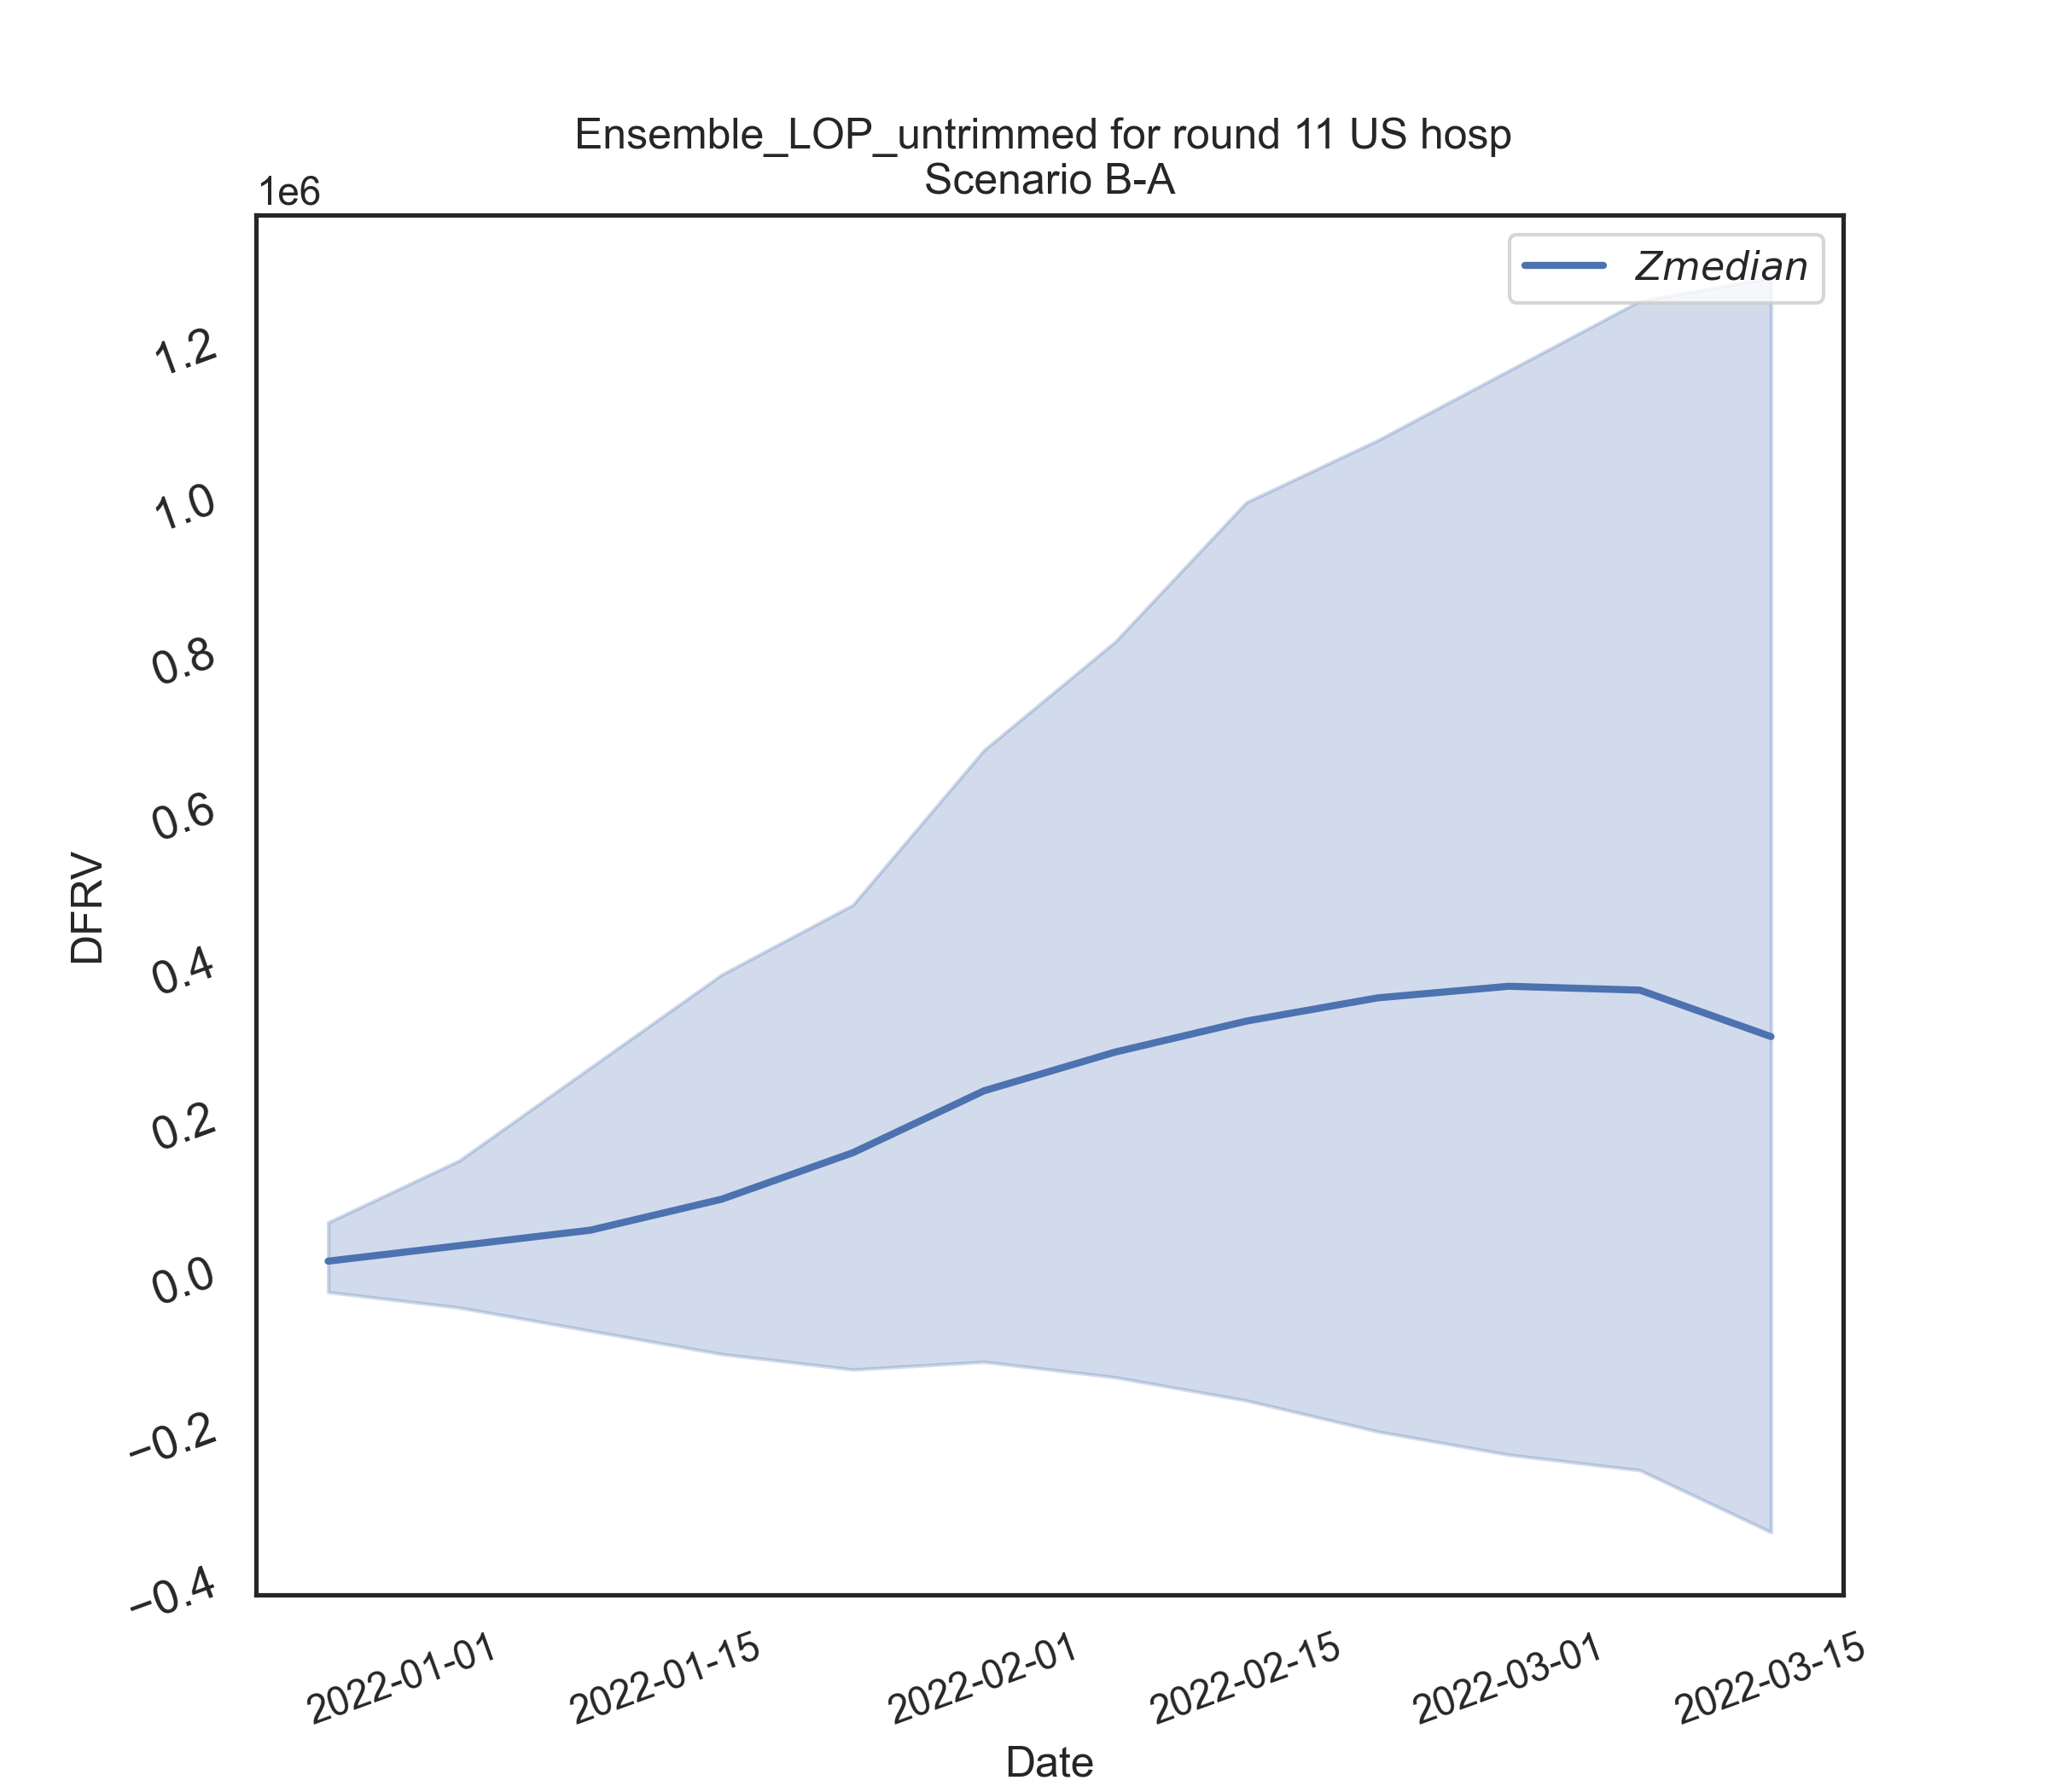 Ensemble_LOP_untrimmed for round 11 US hosp
Scenario B-A
1e6
Zmedian
1.2
1.0
0.8
0.6
0.4
0.2
0.0
−0.2
−0.4
DFRV
2022-01-01
2022-01-15
2022-02-01
2022-02-15
2022-03-01
2022-03-15
Date